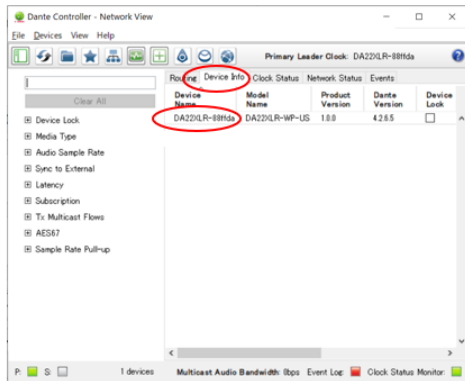 Dante Controller - Network View
File Devices View Help
Primary Leader Clock: DA22XLR-88ffda
Routing Device Info Clock Status Network Status Events
Clear All
Device Name Model Name Product Version Dante Version Device Lock
DA22XLR-88ffda DA22XLR-WP-US 1.0.0 4.2.6.5
Device Lock
Media Type
Audio Sample Rate
Sync to External
Latency
Subscription
Tx Multicast Flows
AES67
Sample Rate Pull-up
P: S: 1 devices Multicast Audio Bandwidth: 0bps Event Log: Clock Status Monitor: